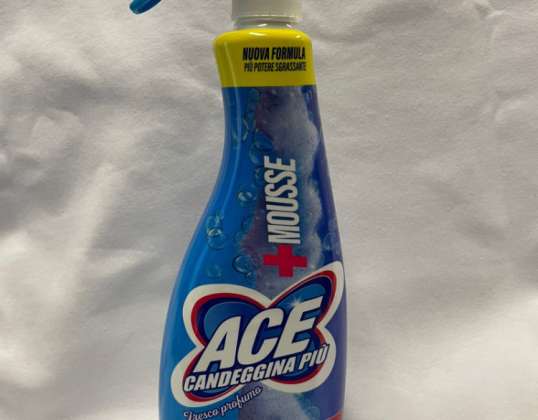 NUOVA FORMULA
PIÙ POTERE SGRASSANTE
+MOUSSE
ACE
CANDEGGINA PIÙ
Fresco profumo